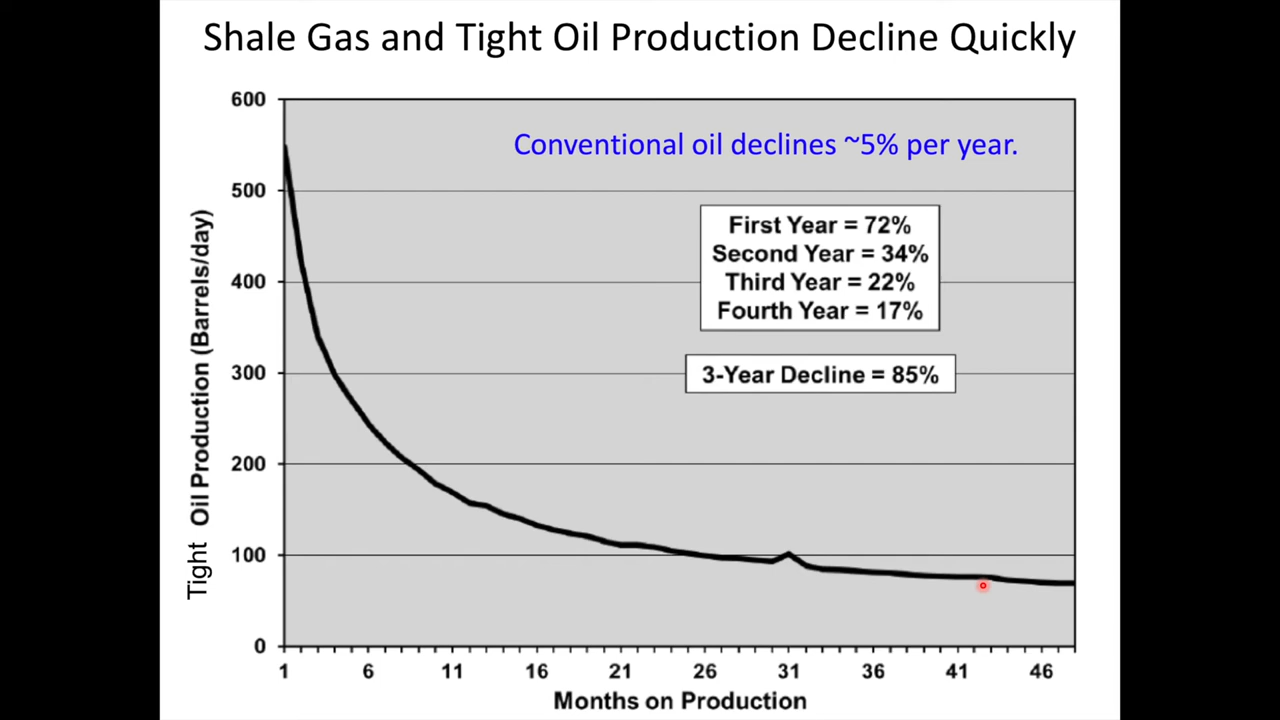 Shale Gas and Tight Oil Production Decline Quickly
Conventional oil declines ~5% per year.
First Year = 72%
Second Year = 34%
Third Year = 22%
Fourth Year = 17%
3-Year Decline = 85%
Tight Oil Production (Barrels/day)
600
500
400
300
200
100
0
1 6 11 16 21 26 31 36 41 46
Months on Production